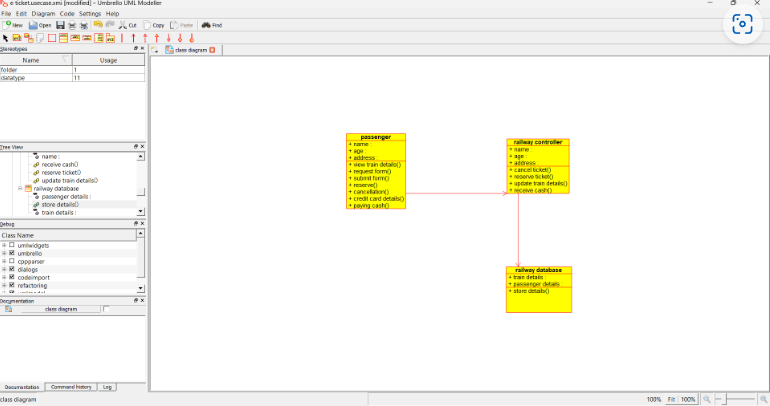 e ticket.usecase.xmi [modified] – Umbrello UML Modeller
File Edit Diagram Code Settings Help
New Open Cut Copy Paste Find
Stereotypes
Name Usage
folder 1
datatype 11
Tree View
name :
receive cash()
reserve ticket()
update train details()
railway database
passenger details :
store details()
train details :
Debug
Class Name
umlwidgets
umbrello
cppparser
dialogs
codeimport
refactoring
Documentation
class diagram
Documentation Command history Log
class diagram
class diagram
passenger
+ name
+ age
+ address
+ view train details()
+ request form()
+ submit form()
+ reserve()
+ cancellation()
+ credit card details()
+ paying cash()
railway controller
+ name
+ age
+ address
+ cancel ticket()
+ reserve ticket()
+ update train details()
+ receive cash()
railway database
+ train details
+ passenger details
+ store details()
100% Fit 100%